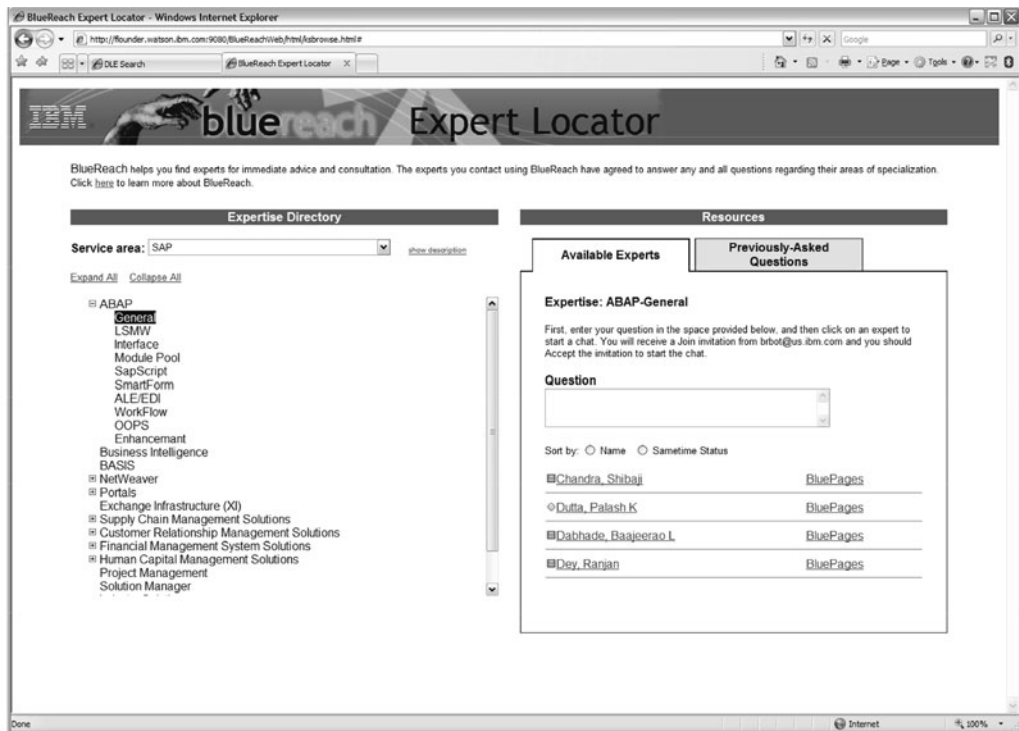 BlueReach Expert Locator - Windows Internet Explorer
http://flounder.watson.ibm.com:9080/BlueReachWeb/html/isbrowse.html#
Google
DLE Search
BlueReach Expert Locator X
Page Tools
IBM bluereach Expert Locator
BlueReach helps you find experts for immediate advice and consultation. The experts you contact using BlueReach have agreed to answer any and all questions regarding their areas of specialization.
Click here to learn more about BlueReach.
Expertise Directory
Service area: SAP
show description
Expand All Collapse All
ABAP
General
LSMW
Interface
Module Pool
SapScript
SmartForm
ALE/EDI
WorkFlow
OOPS
Enhancemant
Business Intelligence
BASIS
NetWeaver
Portals
Exchange Infrastructure (XI)
Supply Chain Management Solutions
Customer Relationship Management Solutions
Financial Management System Solutions
Human Capital Management Solutions
Project Management
Solution Manager
Resources
Available Experts
Previously-Asked
Questions
Expertise: ABAP-General
First, enter your question in the space provided below, and then click on an expert to
start a chat. You will receive a Join invitation from brbot@us.ibm.com and you should
Accept the invitation to start the chat.
Question
Sort by: Name Sametime Status
Chandra, Shibaji BluePages
Dutta, Palash K BluePages
Dabhade, Baajeerao L BluePages
Dey, Ranjan BluePages
Done
Internet
100%